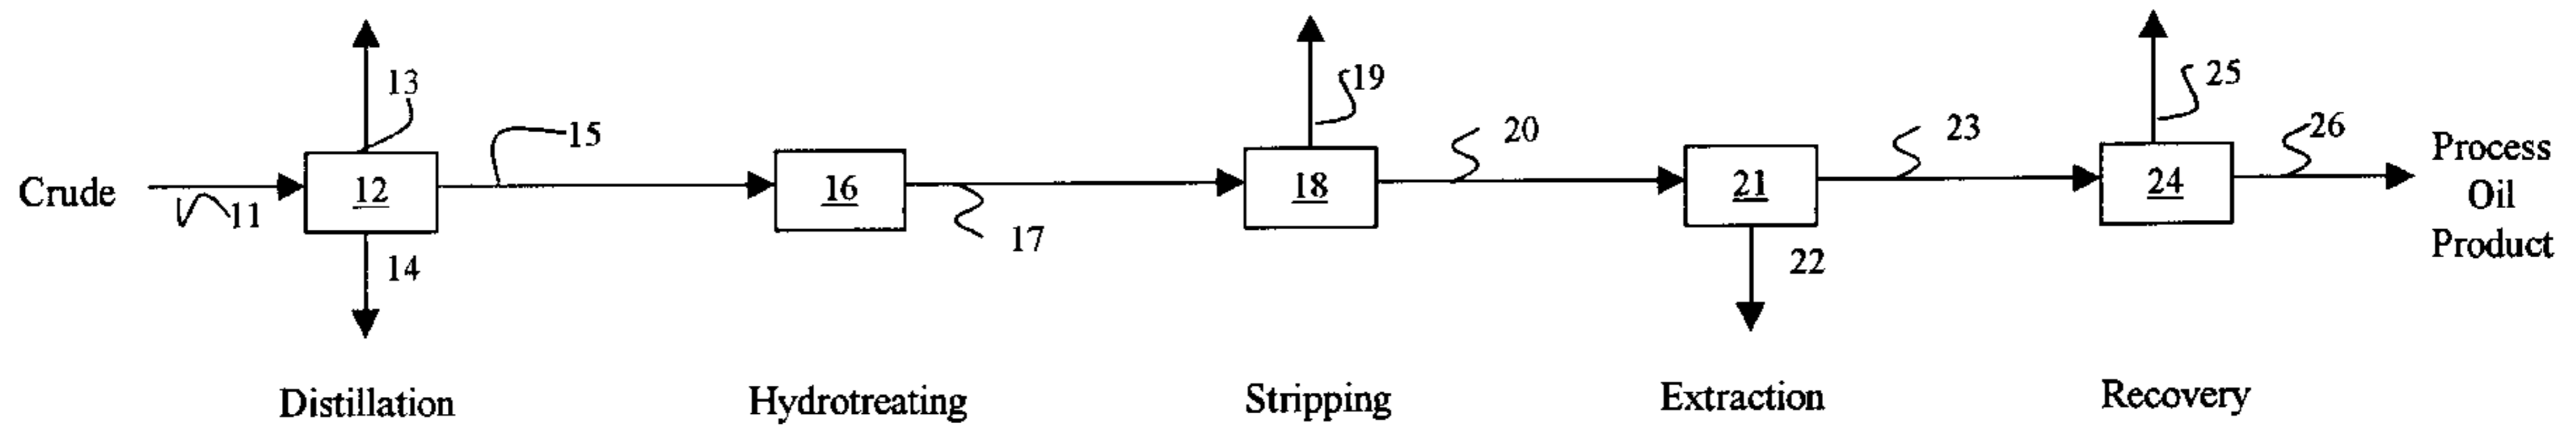 13
19
25
15
20
23
26
Process
Oil
Product
Crude
11
12
16
18
21
24
17
14
22
Distillation
Hydrotreating
Stripping
Extraction
Recovery